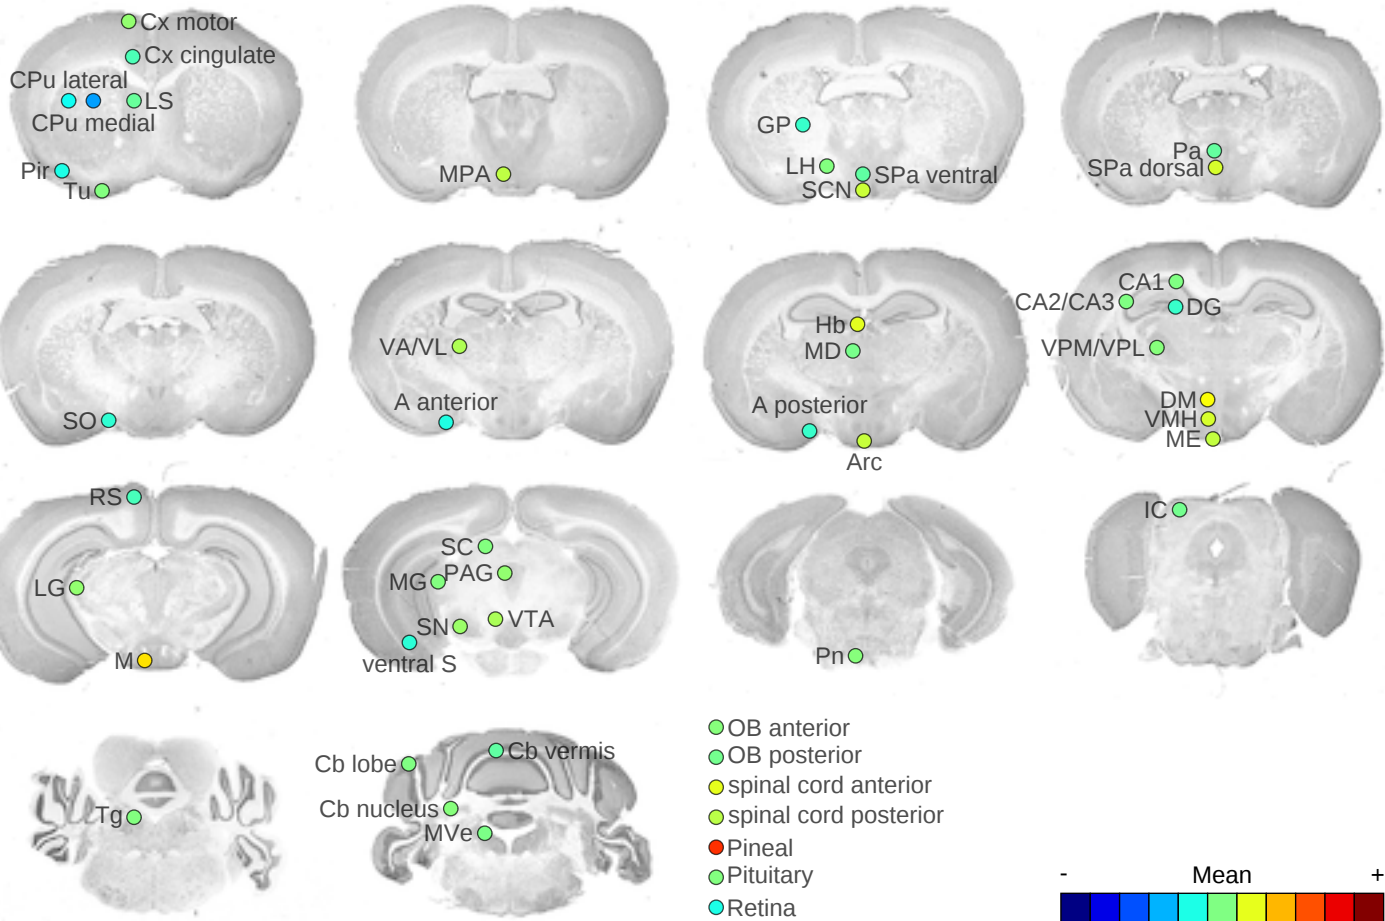 Cx motor
Cx cingulate
CPu lateral
LS
CPu medial
Pir
Tu
MPA
GP
LH
SPa ventral
SCN
Pa
SPa dorsal
SO
VA/VL
A anterior
Hb
MD
A posterior
Arc
CA1
CA2/CA3
DG
VPM/VPL
DM
VMH
ME
RS
LG
M
SC
MG
PAG
SN
VTA
ventral S
Pn
IC
Tg
Cb lobe
Cb vermis
Cb nucleus
MVe
OB anterior
OB posterior
spinal cord anterior
spinal cord posterior
Pineal
Pituitary
Retina
- Mean +